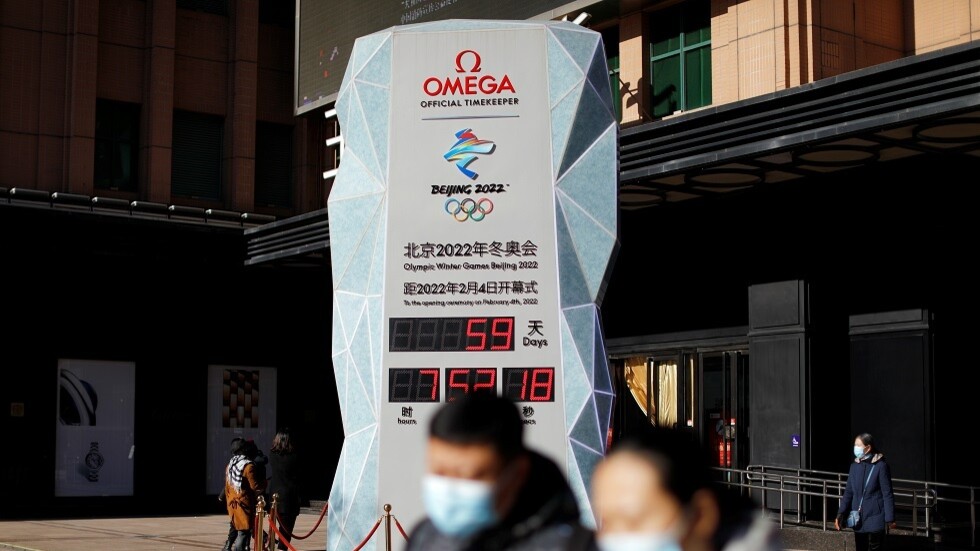 Ω
OMEGA
OFFICIAL TIMEKEEPER
BEIJING 2022™
北京2022年冬奥会
Olympic Winter Games Beijing 2022
距2022年2月4日开幕式
To the opening ceremony on February 4th, 2022
59 天
Days
7 52 18
时 秒
hours